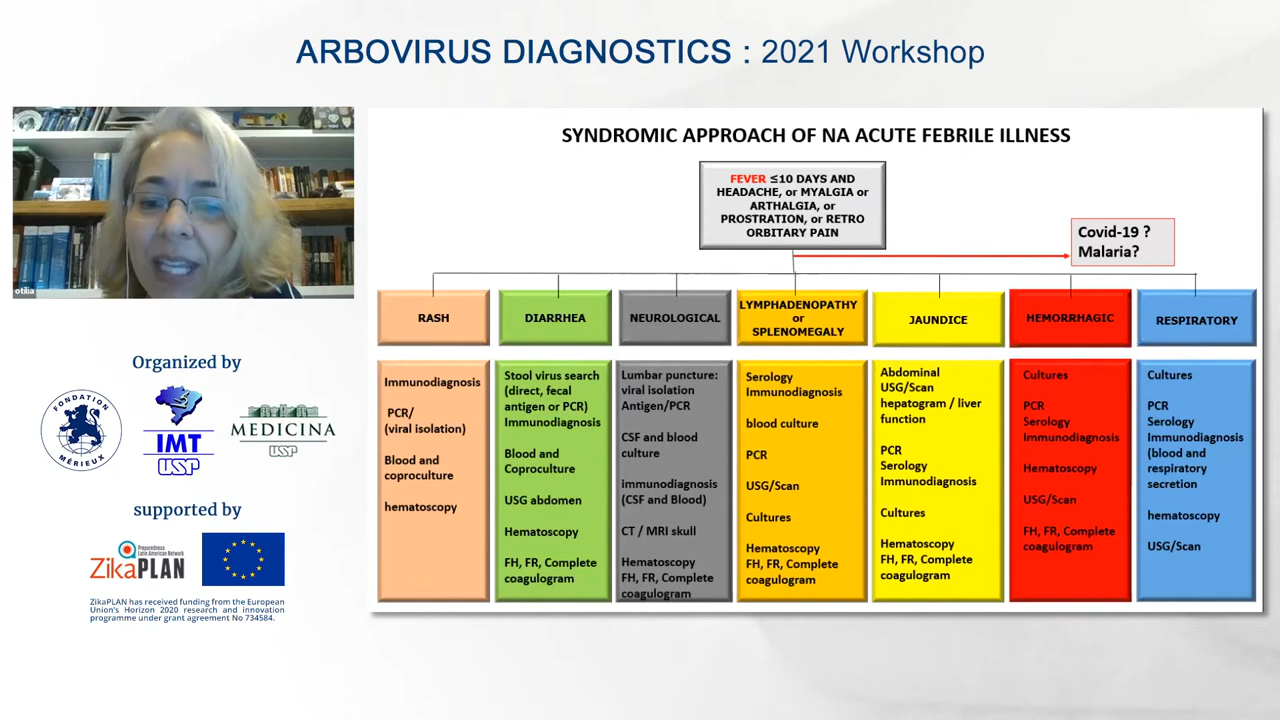 ARBOVIRUS DIAGNOSTICS : 2021 Workshop
otilia
Organized by
FONDATION
MÉRIEUX
IMT
USP
MEDICINA
USP
supported by
Preparedness
Latin American Network
ZikaPLAN
ZikaPLAN has received funding from the European
Union's Horizon 2020 research and innovation
programme under grant agreement No 734584.
SYNDROMIC APPROACH OF NA ACUTE FEBRILE ILLNESS
FEVER ≤10 DAYS AND
HEADACHE, or MYALGIA or
ARTHALGIA, or
PROSTRATION, or RETRO
ORBITARY PAIN
Covid-19 ?
Malaria?
RASH
Immunodiagnosis
PCR/
(viral isolation)
Blood and
coproculture
hematoscopy
DIARRHEA
Stool virus search
(direct, fecal
antigen or PCR)
Immunodiagnosis
Blood and
Coproculture
USG abdomen
Hematoscopy
FH, FR, Complete
coagulogram
NEUROLOGICAL
Lumbar puncture:
viral isolation
Antigen/PCR
CSF and blood
culture
immunodiagnosis
(CSF and Blood)
CT / MRI skull
Hematoscopy
FH, FR, Complete
coagulogram
LYMPHADENOPATHY
or
SPLENOMEGALY
Serology
Immunodiagnosis
blood culture
PCR
USG/Scan
Cultures
Hematoscopy
FH, FR, Complete
coagulogram
JAUNDICE
Abdominal
USG/Scan
hepatogram / liver
function
PCR
Serology
Immunodiagnosis
Cultures
Hematoscopy
FH, FR, Complete
coagulogram
HEMORRHAGIC
Cultures
PCR
Serology
Immunodiagnosis
Hematoscopy
USG/Scan
FH, FR, Complete
coagulogram
RESPIRATORY
Cultures
PCR
Serology
Immunodiagnosis
(blood and
respiratory
secretion)
hematoscopy
USG/Scan